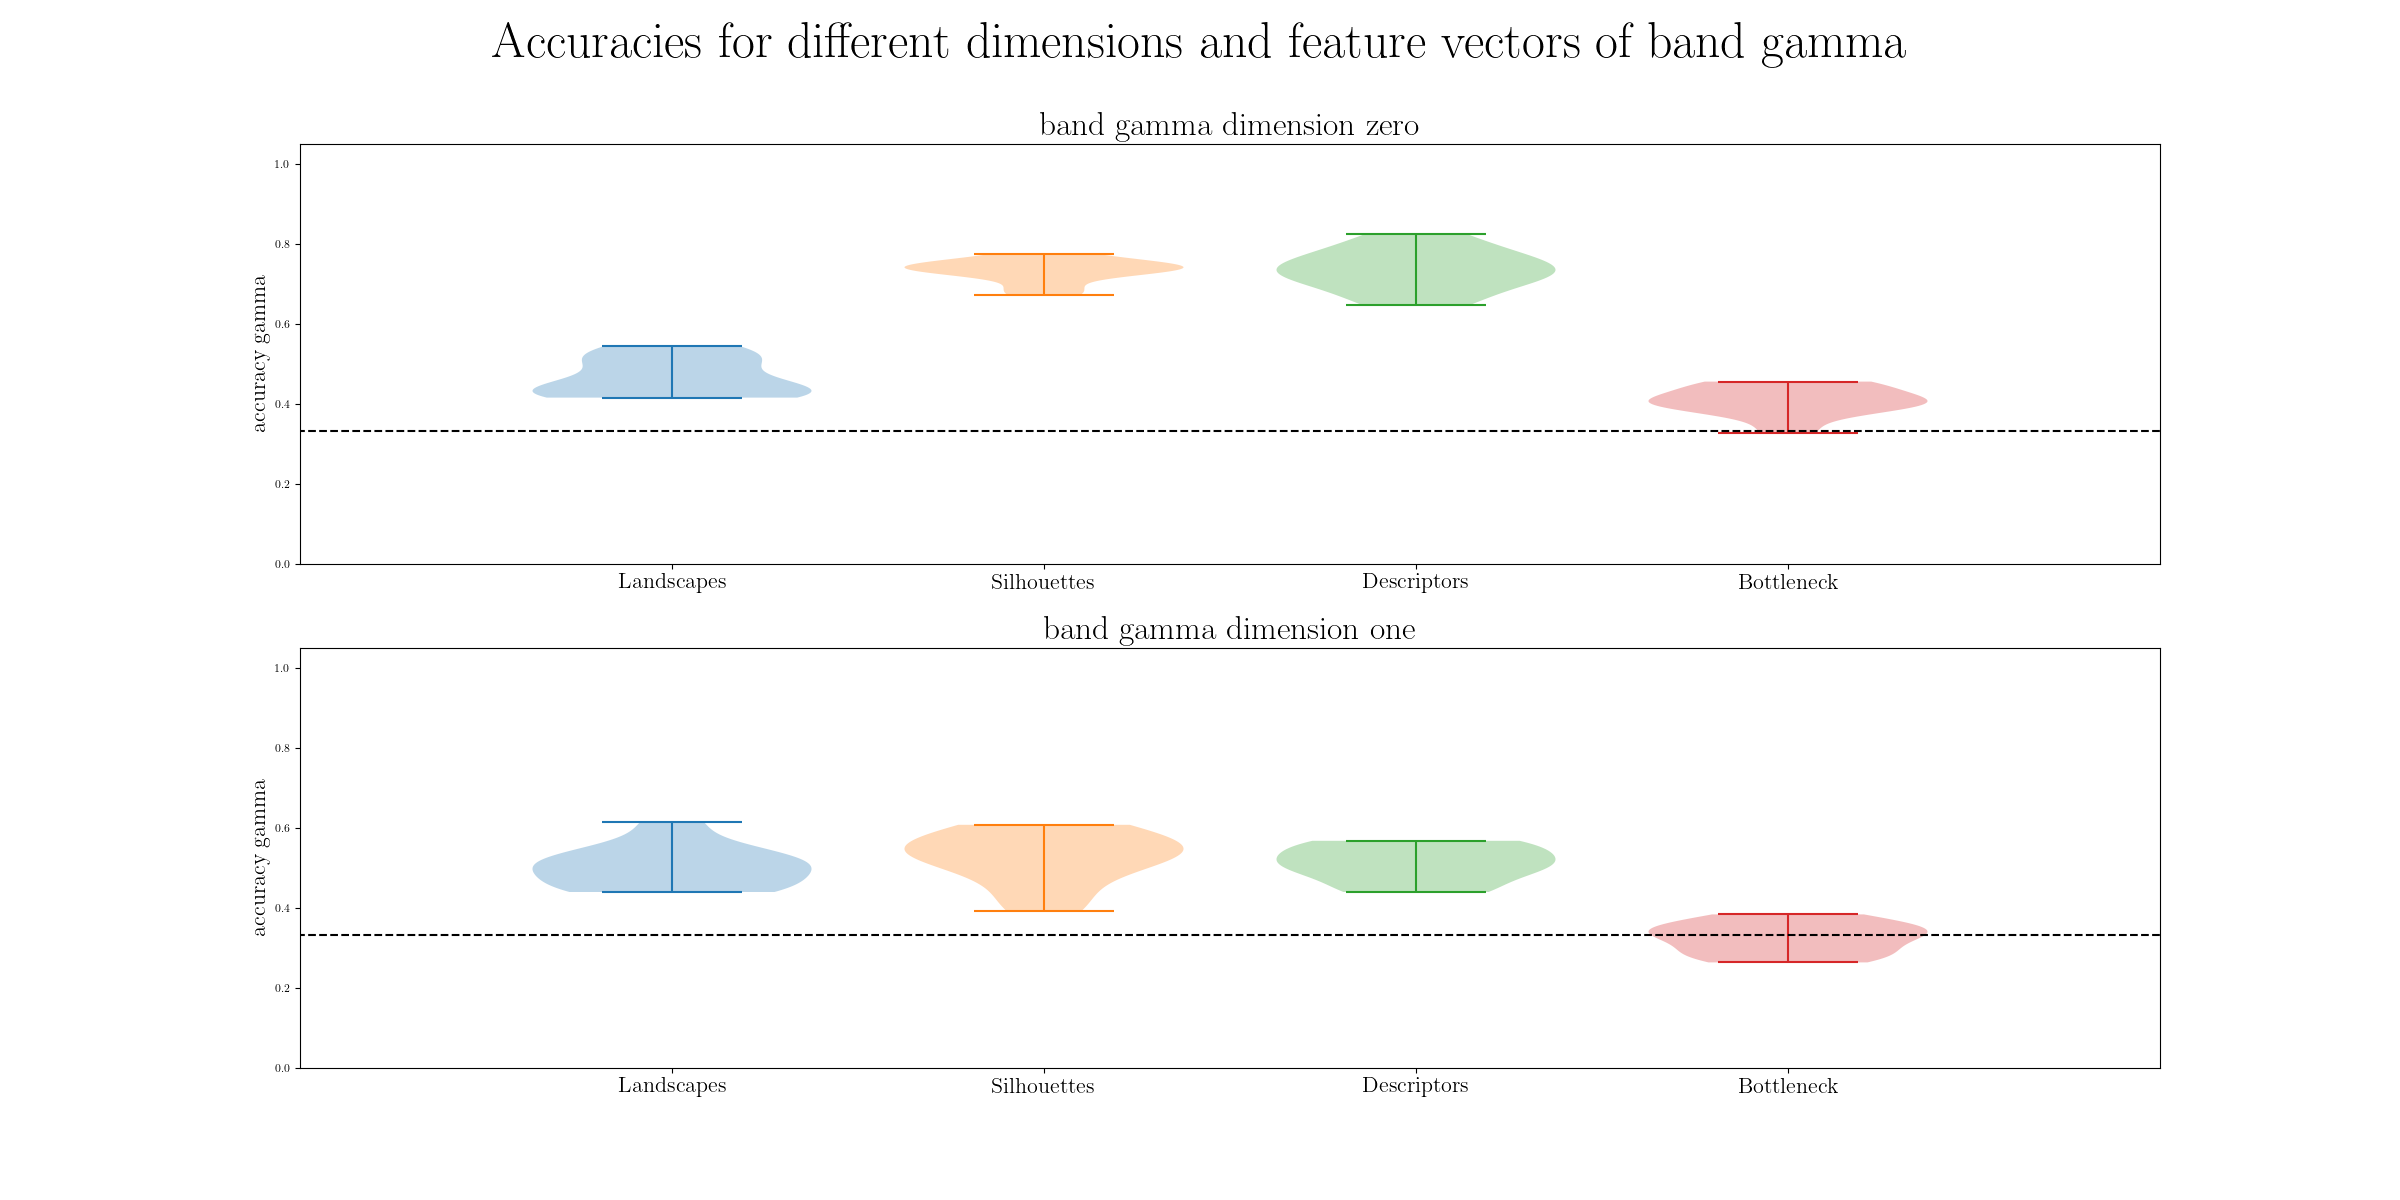 Accuracies for different dimensions and feature vectors of band gamma
band gamma dimension zero
1.0
0.8
0.6
0.4
0.2
0.0
accuracy gamma
Landscapes Silhouettes Descriptors Bottleneck
band gamma dimension one
1.0
0.8
0.6
0.4
0.2
0.0
accuracy gamma
Landscapes Silhouettes Descriptors Bottleneck